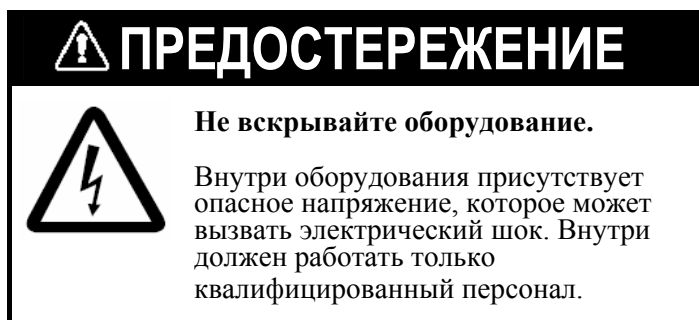 ПРЕДОСТЕРЕЖЕНИЕ
Не вскрывайте оборудование.
Внутри оборудования присутствует
опасное напряжение, которое может
вызвать электрический шок. Внутри
должен работать только
квалифицированный персонал.